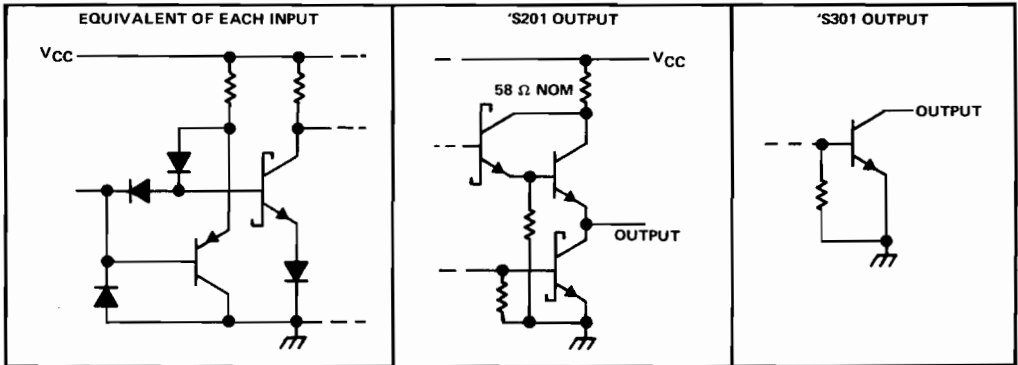 EQUIVALENT OF EACH INPUT
VCC
'S201 OUTPUT
VCC
58 Ω NOM
OUTPUT
'S301 OUTPUT
OUTPUT